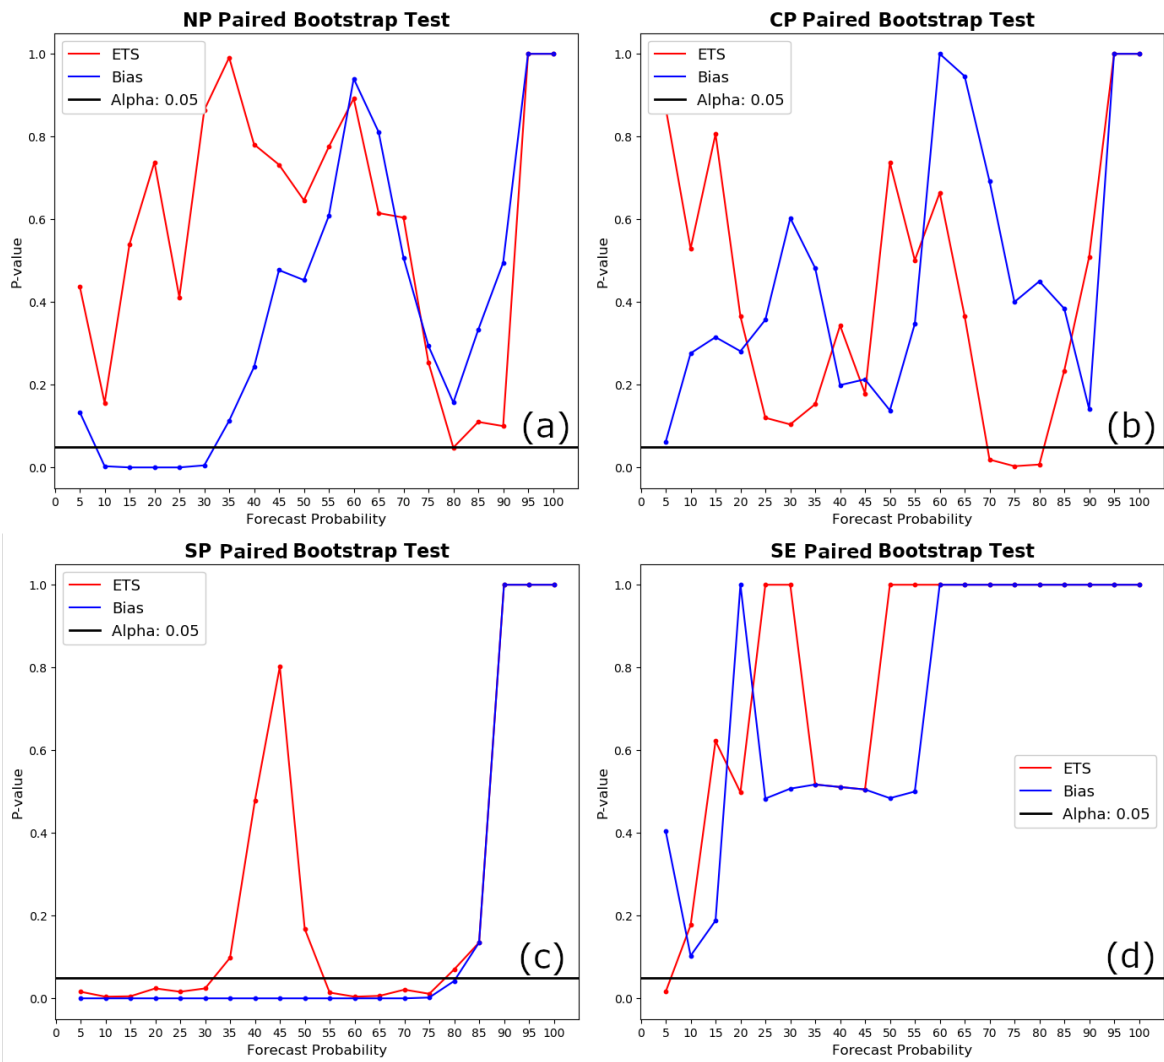 NP Paired Bootstrap Test
ETS
Bias
Alpha: 0.05
1.0
0.8
0.6
0.4
0.2
0.0
P-value
(a)
0 5 10 15 20 25 30 35 40 45 50 55 60 65 70 75 80 85 90 95 100
Forecast Probability
CP Paired Bootstrap Test
ETS
Bias
Alpha: 0.05
1.0
0.8
0.6
0.4
0.2
0.0
P-value
(b)
0 5 10 15 20 25 30 35 40 45 50 55 60 65 70 75 80 85 90 95 100
Forecast Probability
SP Paired Bootstrap Test
ETS
Bias
Alpha: 0.05
1.0
0.8
0.6
0.4
0.2
0.0
P-value
(c)
0 5 10 15 20 25 30 35 40 45 50 55 60 65 70 75 80 85 90 95 100
Forecast Probability
SE Paired Bootstrap Test
1.0
0.8
0.6
0.4
0.2
0.0
P-value
ETS
Bias
Alpha: 0.05
(d)
0 5 10 15 20 25 30 35 40 45 50 55 60 65 70 75 80 85 90 95 100
Forecast Probability